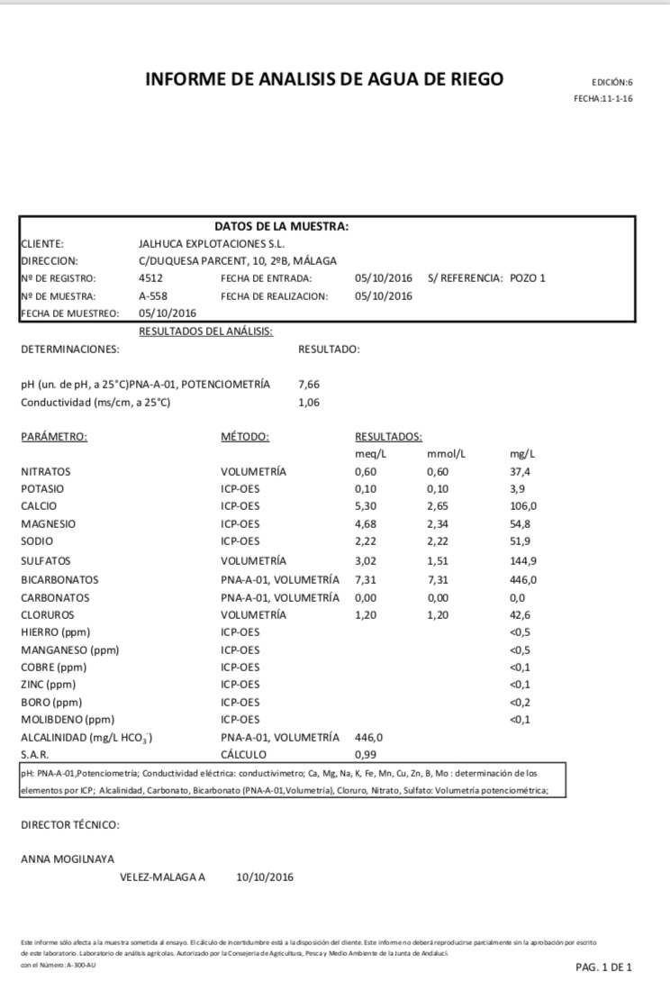 INFORME DE ANALISIS DE AGUA DE RIEGO
EDICIÓN:6
FECHA:11-1-16
DATOS DE LA MUESTRA:
CLIENTE: JALHUCA EXPLOTACIONES S.L.
DIRECCION: C/DUQUESA PARCENT, 10, 2ºB, MÁLAGA
Nº DE REGISTRO: 4512 FECHA DE ENTRADA: 05/10/2016 S/ REFERENCIA: POZO 1
Nº DE MUESTRA: A-558 FECHA DE REALIZACION: 05/10/2016
FECHA DE MUESTREO: 05/10/2016
RESULTADOS DEL ANÁLISIS:
DETERMINACIONES: RESULTADO:
pH (un. de pH, a 25°C)PNA-A-01, POTENCIOMETRÍA 7,66
Conductividad (ms/cm, a 25°C) 1,06
PARÁMETRO: MÉTODO: RESULTADOS:
meq/L mmol/L mg/L
NITRATOS VOLUMETRÍA 0,60 0,60 37,4
POTASIO ICP-OES 0,10 0,10 3,9
CALCIO ICP-OES 5,30 2,65 106,0
MAGNESIO ICP-OES 4,68 2,34 54,8
SODIO ICP-OES 2,22 2,22 51,9
SULFATOS VOLUMETRÍA 3,02 1,51 144,9
BICARBONATOS PNA-A-01, VOLUMETRÍA 7,31 7,31 446,0
CARBONATOS PNA-A-01, VOLUMETRÍA 0,00 0,00 0,0
CLORUROS VOLUMETRÍA 1,20 1,20 42,6
HIERRO (ppm) ICP-OES <0,5
MANGANESO (ppm) ICP-OES <0,5
COBRE (ppm) ICP-OES <0,1
ZINC (ppm) ICP-OES <0,1
BORO (ppm) ICP-OES <0,2
MOLIBDENO (ppm) ICP-OES <0,1
ALCALINIDAD (mg/L HCO₃⁻) PNA-A-01, VOLUMETRÍA 446,0
S.A.R. CÁLCULO 0,99
pH: PNA-A-01,Potenciometría; Conductividad eléctrica: conductivimetro; Ca, Mg, Na, K, Fe, Mn, Cu, Zn, B, Mo : determinación de los
elementos por ICP; Alcalinidad, Carbonato, Bicarbonato (PNA-A-01,Volumetría), Cloruro, Nitrato, Sulfato: Volumetría potenciométrica;
DIRECTOR TÉCNICO:
ANNA MOGILNAYA
VELEZ-MALAGA A 10/10/2016
Este informe sólo afecta a la muestra sometida al ensayo. El cálculo de incertidumbre está a la disposición del cliente. Este informe no deberá reproducirse parcialmente sin la aprobación por escrito
de este laboratorio. Laboratorio de análisis agrícolas. Autorizado por la Consejería de Agricultura, Pesca y Medio Ambiente de la Junta de Andaluci.
con el Número: A-300-AU
PAG. 1 DE 1